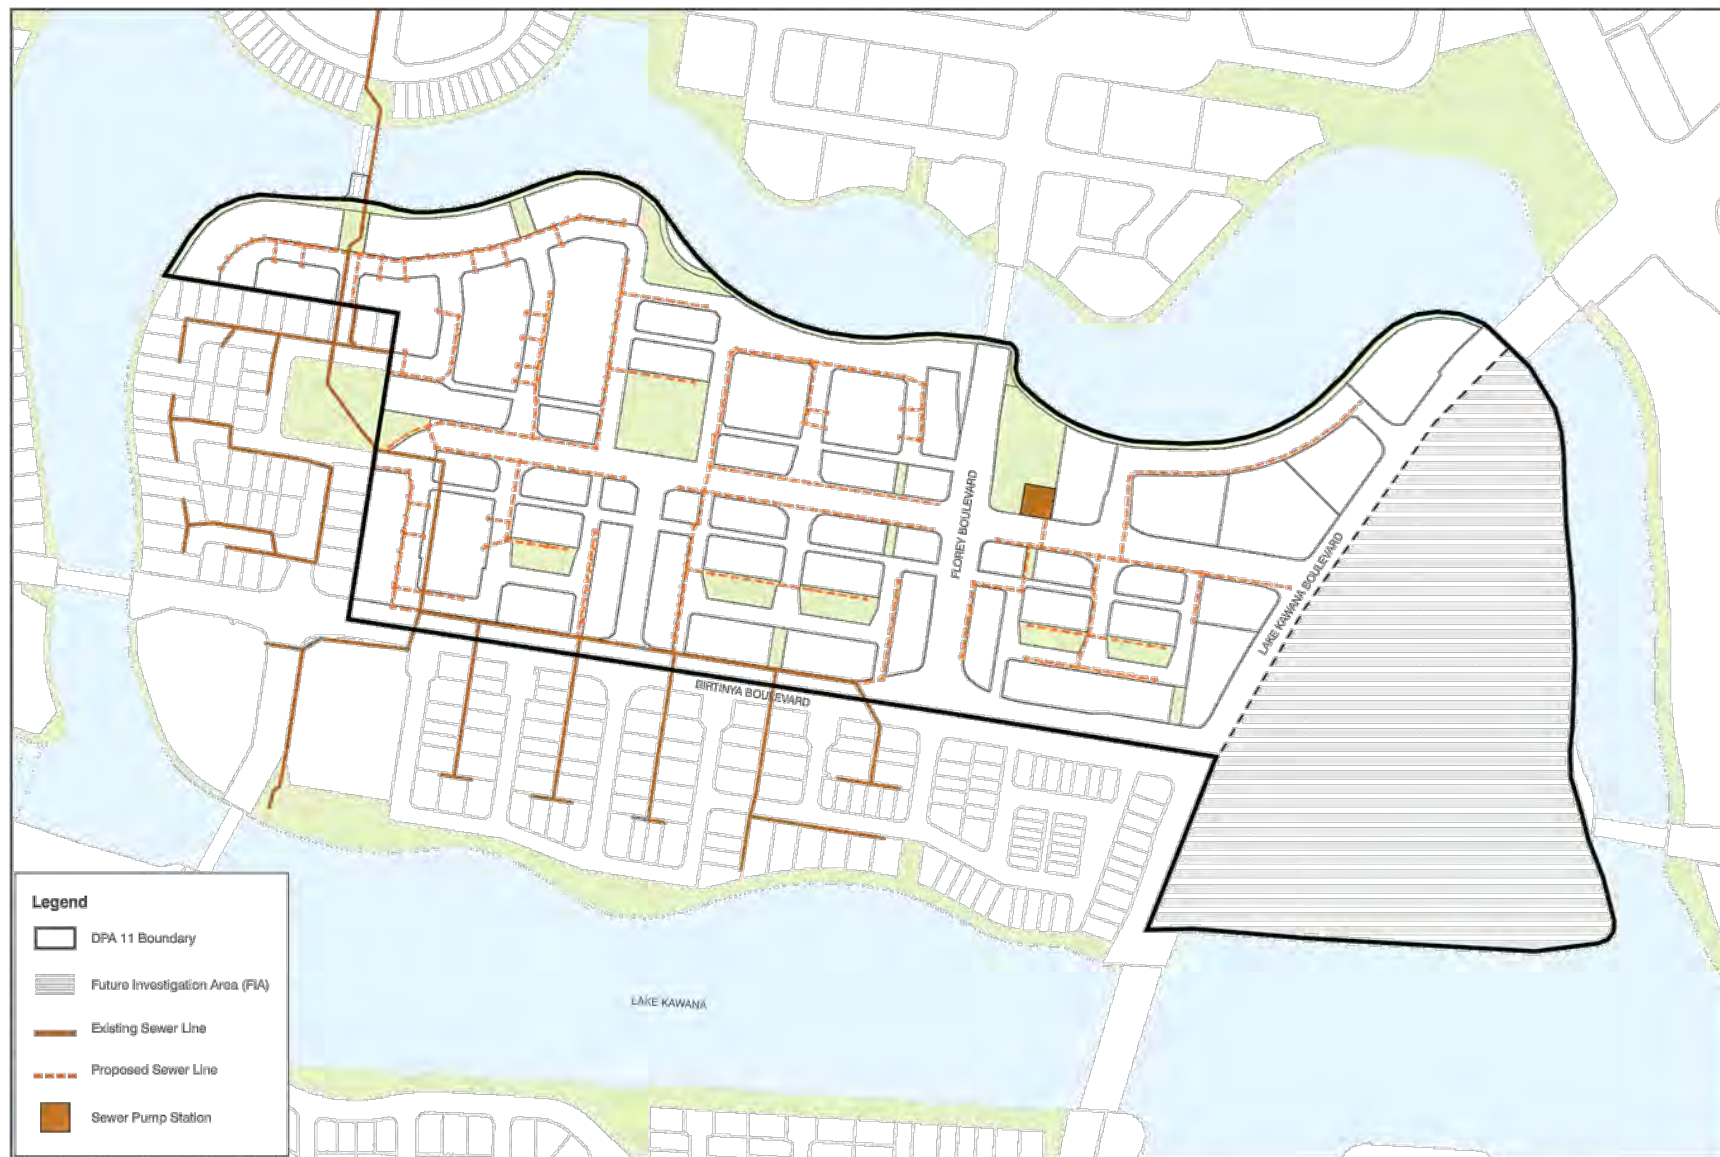 FLOREY BOULEVARD
LAKE KAWANA BOULEVARD
BIRTINYA BOULEVARD
LAKE KAWANA
Legend
DPA 11 Boundary
Future Investigation Area (FIA)
Existing Sewer Line
Proposed Sewer Line
Sewer Pump Station